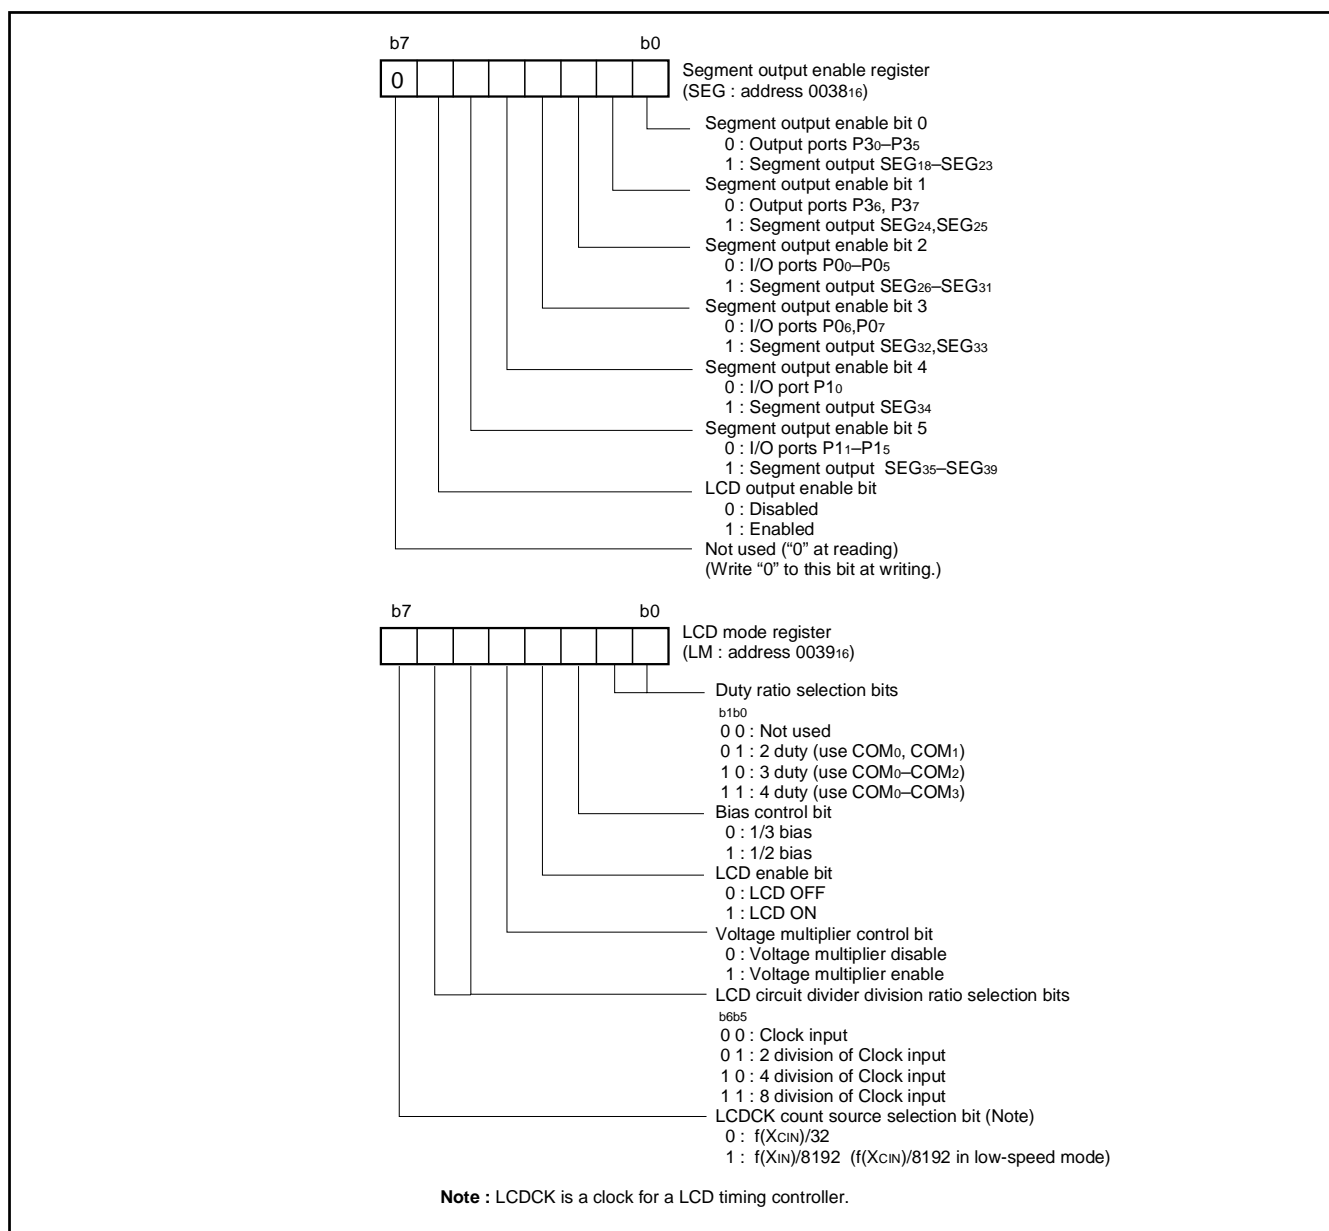 b7 b0
0
Segment output enable register
(SEG : address 0038₁₆)
Segment output enable bit 0
0 : Output ports P3₀–P3₅
1 : Segment output SEG₁₈–SEG₂₃
Segment output enable bit 1
0 : Output ports P3₆, P3₇
1 : Segment output SEG₂₄,SEG₂₅
Segment output enable bit 2
0 : I/O ports P0₀–P0₅
1 : Segment output SEG₂₆–SEG₃₁
Segment output enable bit 3
0 : I/O ports P0₆,P0₇
1 : Segment output SEG₃₂,SEG₃₃
Segment output enable bit 4
0 : I/O port P1₀
1 : Segment output SEG₃₄
Segment output enable bit 5
0 : I/O ports P1₁–P1₅
1 : Segment output SEG₃₅–SEG₃₉
LCD output enable bit
0 : Disabled
1 : Enabled
Not used (“0” at reading)
(Write “0” to this bit at writing.)
b7 b0
LCD mode register
(LM : address 0039₁₆)
Duty ratio selection bits
b1b0
0 0 : Not used
0 1 : 2 duty (use COM₀, COM₁)
1 0 : 3 duty (use COM₀–COM₂)
1 1 : 4 duty (use COM₀–COM₃)
Bias control bit
0 : 1/3 bias
1 : 1/2 bias
LCD enable bit
0 : LCD OFF
1 : LCD ON
Voltage multiplier control bit
0 : Voltage multiplier disable
1 : Voltage multiplier enable
LCD circuit divider division ratio selection bits
b6b5
0 0 : Clock input
0 1 : 2 division of Clock input
1 0 : 4 division of Clock input
1 1 : 8 division of Clock input
LCDCK count source selection bit (Note)
0 : f(XCIN)/32
1 : f(XIN)/8192 (f(XCIN)/8192 in low-speed mode)
Note : LCDCK is a clock for a LCD timing controller.